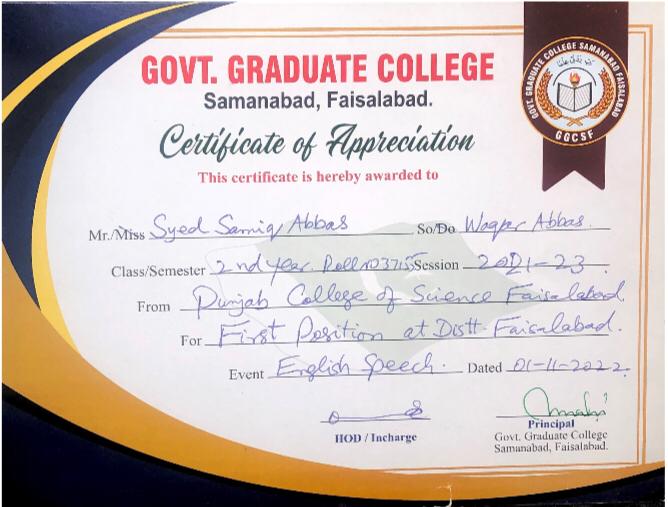 GOVT. GRADUATE COLLEGE
Samanabad, Faisalabad.
GOVT. GRADUATE COLLEGE SAMANABAD FAISALABAD
GGCSF
Certificate of Appreciation
This certificate is hereby awarded to
Mr./Miss Syed Samiq Abbas So/Do Waqar Abbas.
Class/Semester 2nd year. Roll no 37155 Session 2021-23.
From Punjab College of Science Faisalabad.
For First Position at Distt. Faisalabad.
Event English Speech. Dated 01-11-2022.
HOD / Incharge
Principal
Govt. Graduate College
Samanabad, Faisalabad.